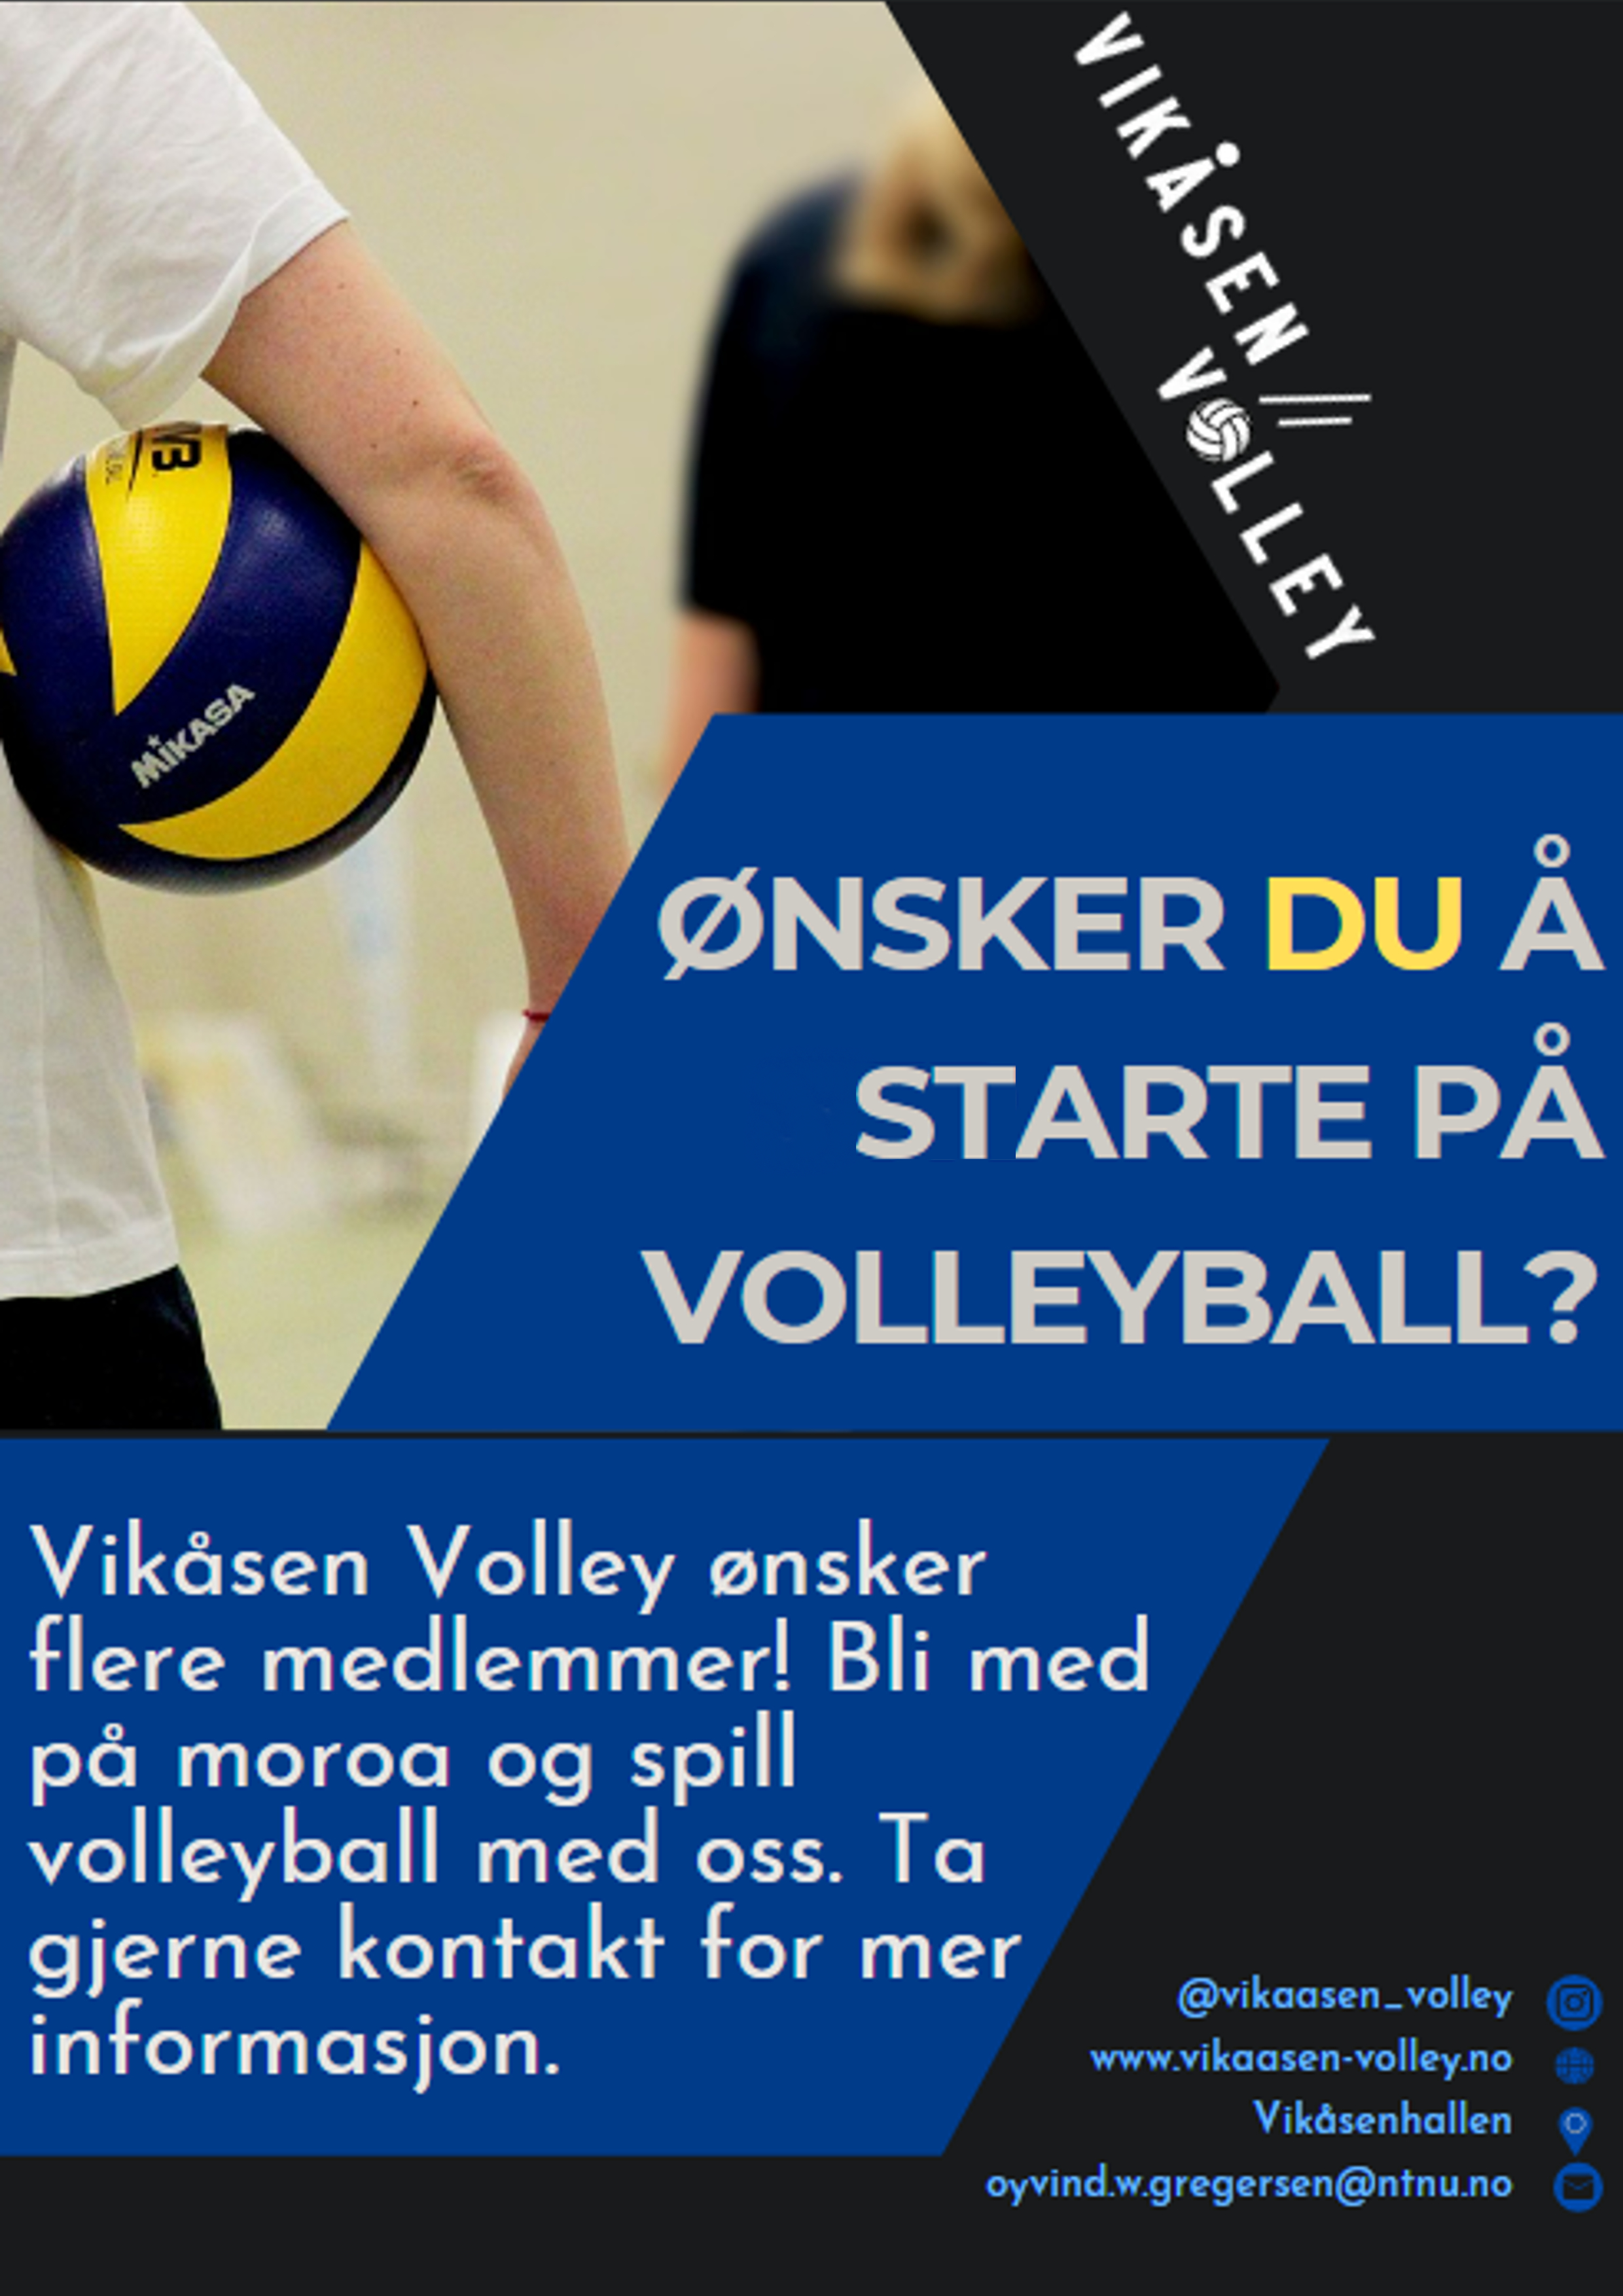 VIKÅSEN
VOLLEY
MIKASA
ØNSKER DU Å
STARTE PÅ
VOLLEYBALL?
Vikåsen Volley ønsker
flere medlemmer! Bli med
på moroa og spill
volleyball med oss. Ta
gjerne kontakt for mer
informasjon.
@vikaasen_volley
www.vikaasen-volley.no
Vikåsenhallen
oyvind.w.gregersen@ntnu.no